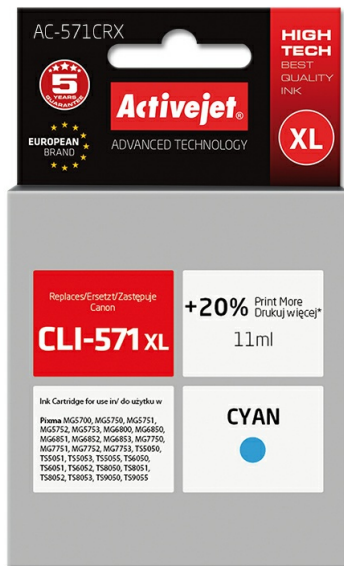 AC-571CRX
HIGH
TECH
BEST
QUALITY
INK
5
YEARS
GUARANTEE
Activejet®
EUROPEAN
BRAND
ADVANCED TECHNOLOGY
XL
Replaces/Ersetzt/Zastępuje
Canon
CLI-571 XL
+20% Print More
Drukuj więcej*
11ml
Ink Cartridge for use in/ do użytku w
Pixma MG5700, MG5750, MG5751,
MG5752, MG5753, MG6800, MG6850,
MG6851, MG6852, MG6853, MG7750,
MG7751, MG7752, MG7753, TS5050,
TS5051, TS5053, TS5055, TS6050,
TS6051, TS6052, TS8050, TS8051,
TS8052, TS8053, TS9050, TS9055
CYAN